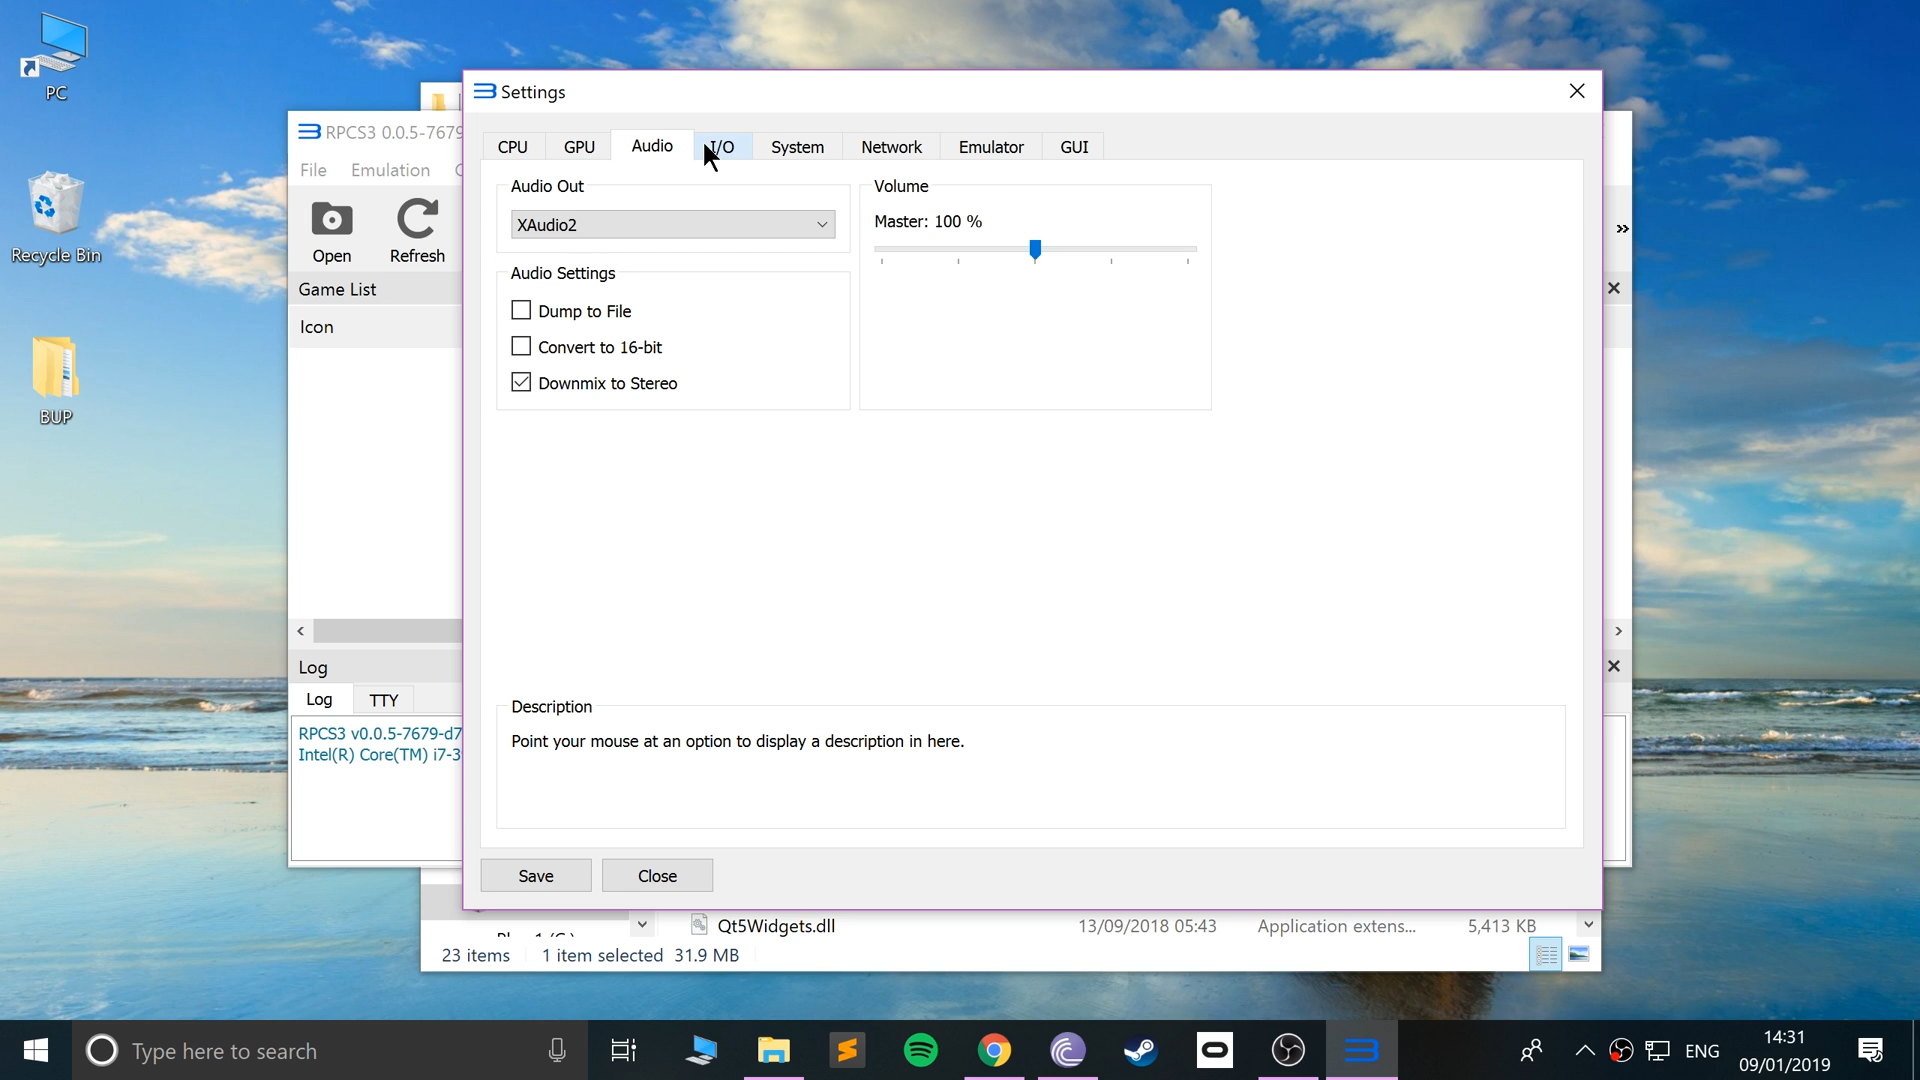 PC
Recycle Bin
BUP
RPCS3 0.0.5-7679
File Emulation
Open Refresh
Game List
Icon
Log
Log TTY
RPCS3 v0.0.5-7679-d7
Intel(R) Core(TM) i7-3
Settings
CPU GPU Audio I/O System Network Emulator GUI
Audio Out
XAudio2
Audio Settings
Dump to File
Convert to 16-bit
Downmix to Stereo
Volume
Master: 100 %
Description
Point your mouse at an option to display a description in here.
Save Close
Qt5Widgets.dll 13/09/2018 05:43 Application extens... 5,413 KB
23 items 1 item selected 31.9 MB
Type here to search
ENG
14:31
09/01/2019